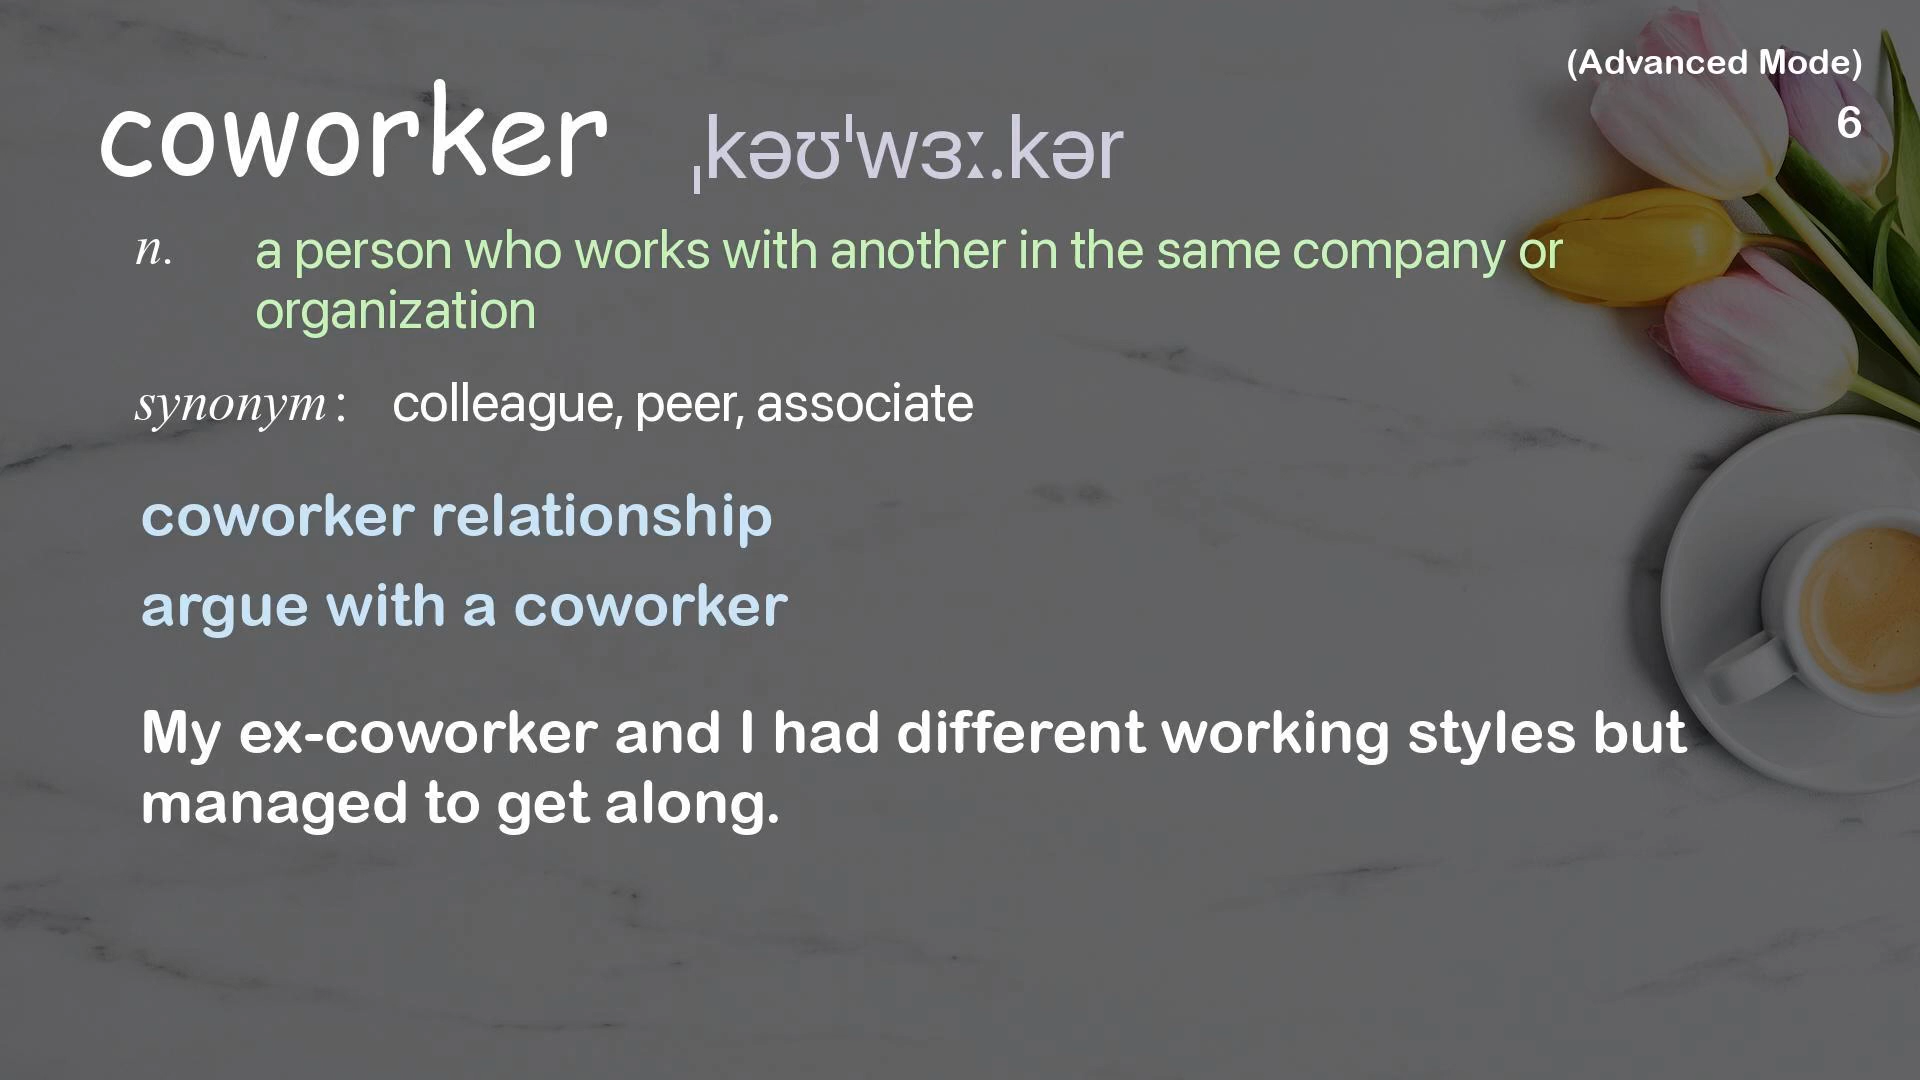 (Advanced Mode)
coworker ˌkəʊˈwɜː.kər
6
n. a person who works with another in the same company or
organization
synonym: colleague, peer, associate
coworker relationship
argue with a coworker
My ex-coworker and I had different working styles but
managed to get along.